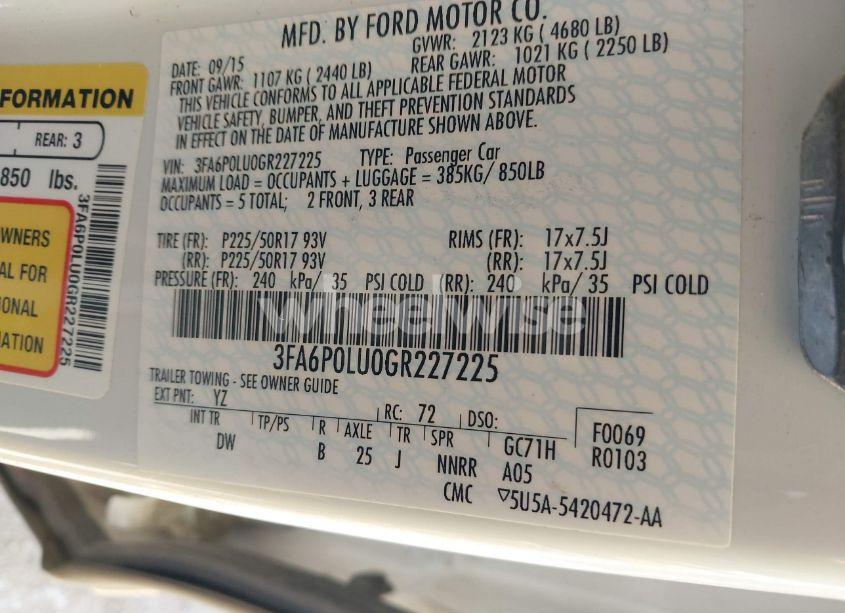 MFD. BY FORD MOTOR CO.
DATE: 09/15 GVWR: 2123 KG ( 4680 LB)
FRONT GAWR: 1107 KG ( 2440 LB) REAR GAWR: 1021 KG ( 2250 LB)
THIS VEHICLE CONFORMS TO ALL APPLICABLE FEDERAL MOTOR
VEHICLE SAFETY, BUMPER, AND THEFT PREVENTION STANDARDS
IN EFFECT ON THE DATE OF MANUFACTURE SHOWN ABOVE.
VIN: 3FA6P0LU0GR227225 TYPE: Passenger Car
MAXIMUM LOAD = OCCUPANTS + LUGGAGE = 385KG/ 850LB
OCCUPANTS = 5 TOTAL; 2 FRONT, 3 REAR
TIRE (FR): P225/50R17 93V RIMS (FR): 17x7.5J
(RR): P225/50R17 93V (RR): 17x7.5J
PRESSURE (FR): 240 kPa/ 35 PSI COLD (RR): 240 kPa/ 35 PSI COLD
wheelwise
3FA6P0LU0GR227225
TRAILER TOWING - SEE OWNER GUIDE
EXT PNT: YZ RC: 72 DSO:
INT TR TP/PS R AXLE TR SPR GC71H F0069
DW B 25 J NNRR A05 R0103
CMC ▽5U5A-5420472-AA
FORMATION
REAR: 3
850 lbs.
3FA6P0LU0GR227225
WNERS
AL FOR
IONAL
MATION